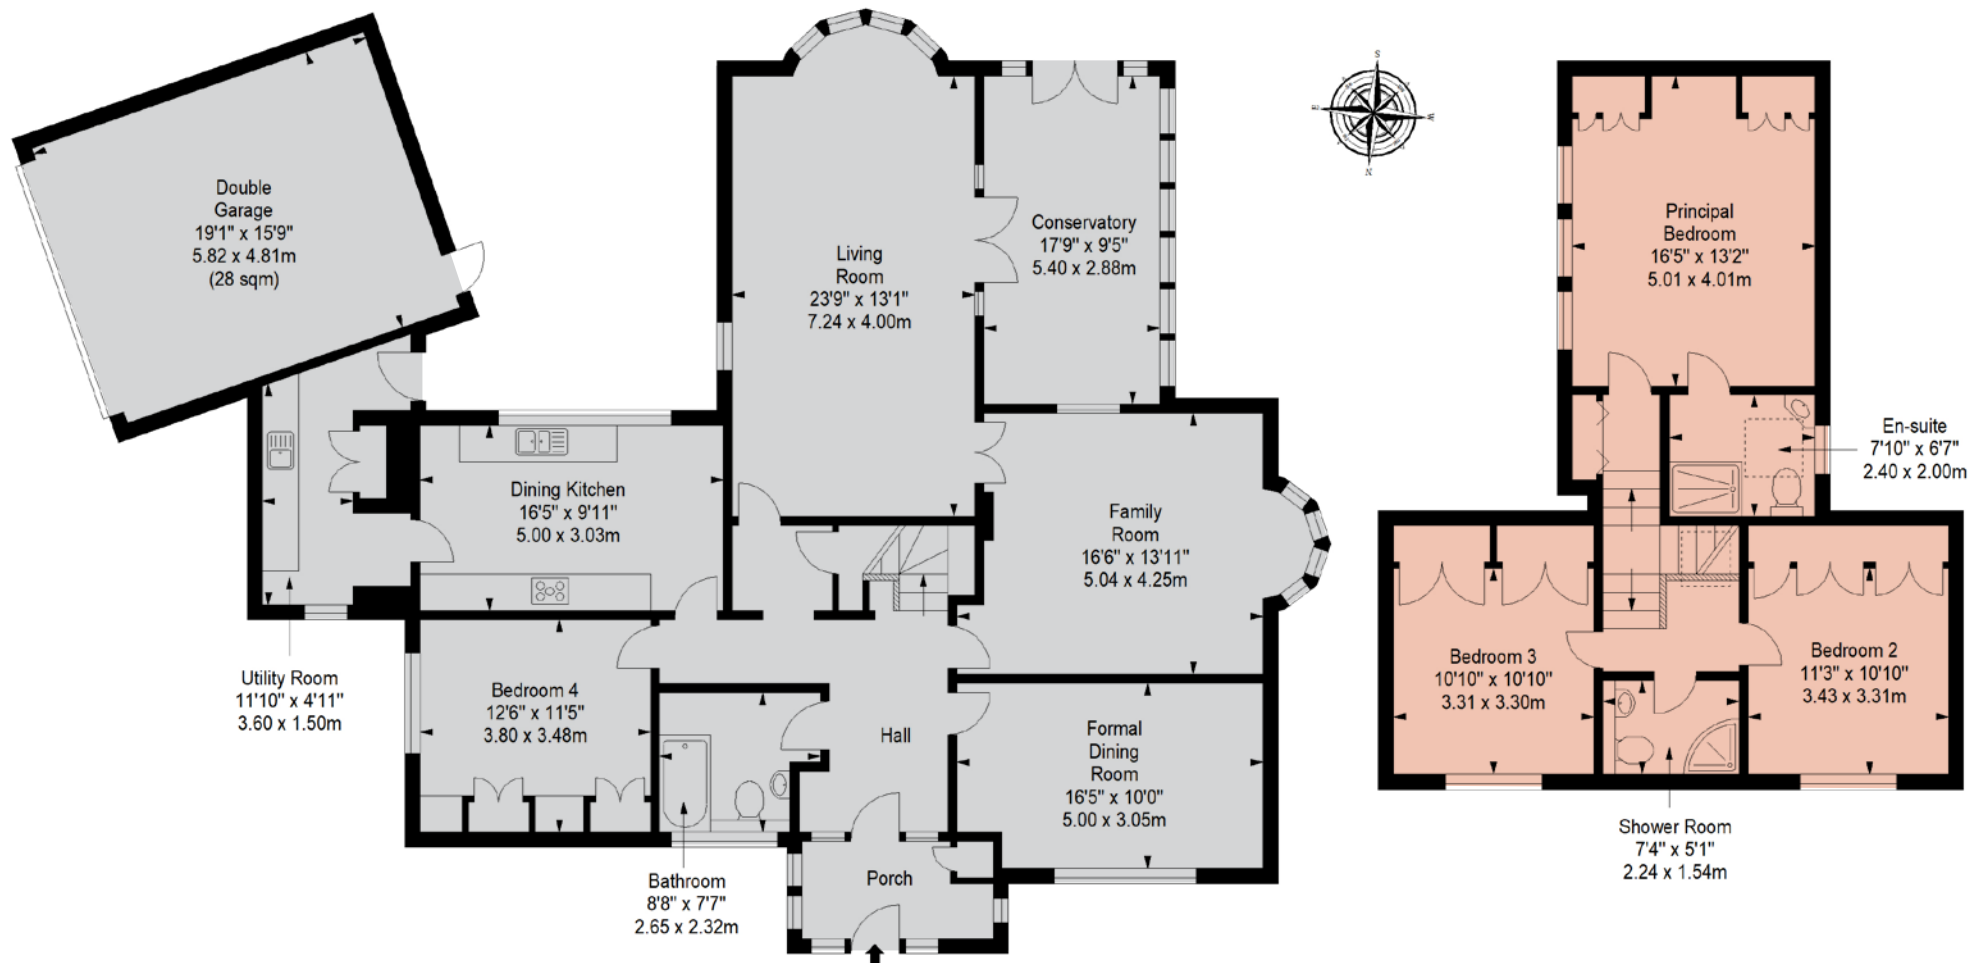 Double
Garage
19'1" x 15'9"
5.82 x 4.81m
(28 sqm)
Living
Room
23'9" x 13'1"
7.24 x 4.00m
Conservatory
17'9" x 9'5"
5.40 x 2.88m
S
E
W
N
Principal
Bedroom
16'5" x 13'2"
5.01 x 4.01m
En-suite
7'10" x 6'7"
2.40 x 2.00m
Dining Kitchen
16'5" x 9'11"
5.00 x 3.03m
Family
Room
16'6" x 13'11"
5.04 x 4.25m
Utility Room
11'10" x 4'11"
3.60 x 1.50m
Bedroom 4
12'6" x 11'5"
3.80 x 3.48m
Hall
Formal
Dining
Room
16'5" x 10'0"
5.00 x 3.05m
Bedroom 3
10'10" x 10'10"
3.31 x 3.30m
Bedroom 2
11'3" x 10'10"
3.43 x 3.31m
Bathroom
8'8" x 7'7"
2.65 x 2.32m
Porch
Shower Room
7'4" x 5'1"
2.24 x 1.54m